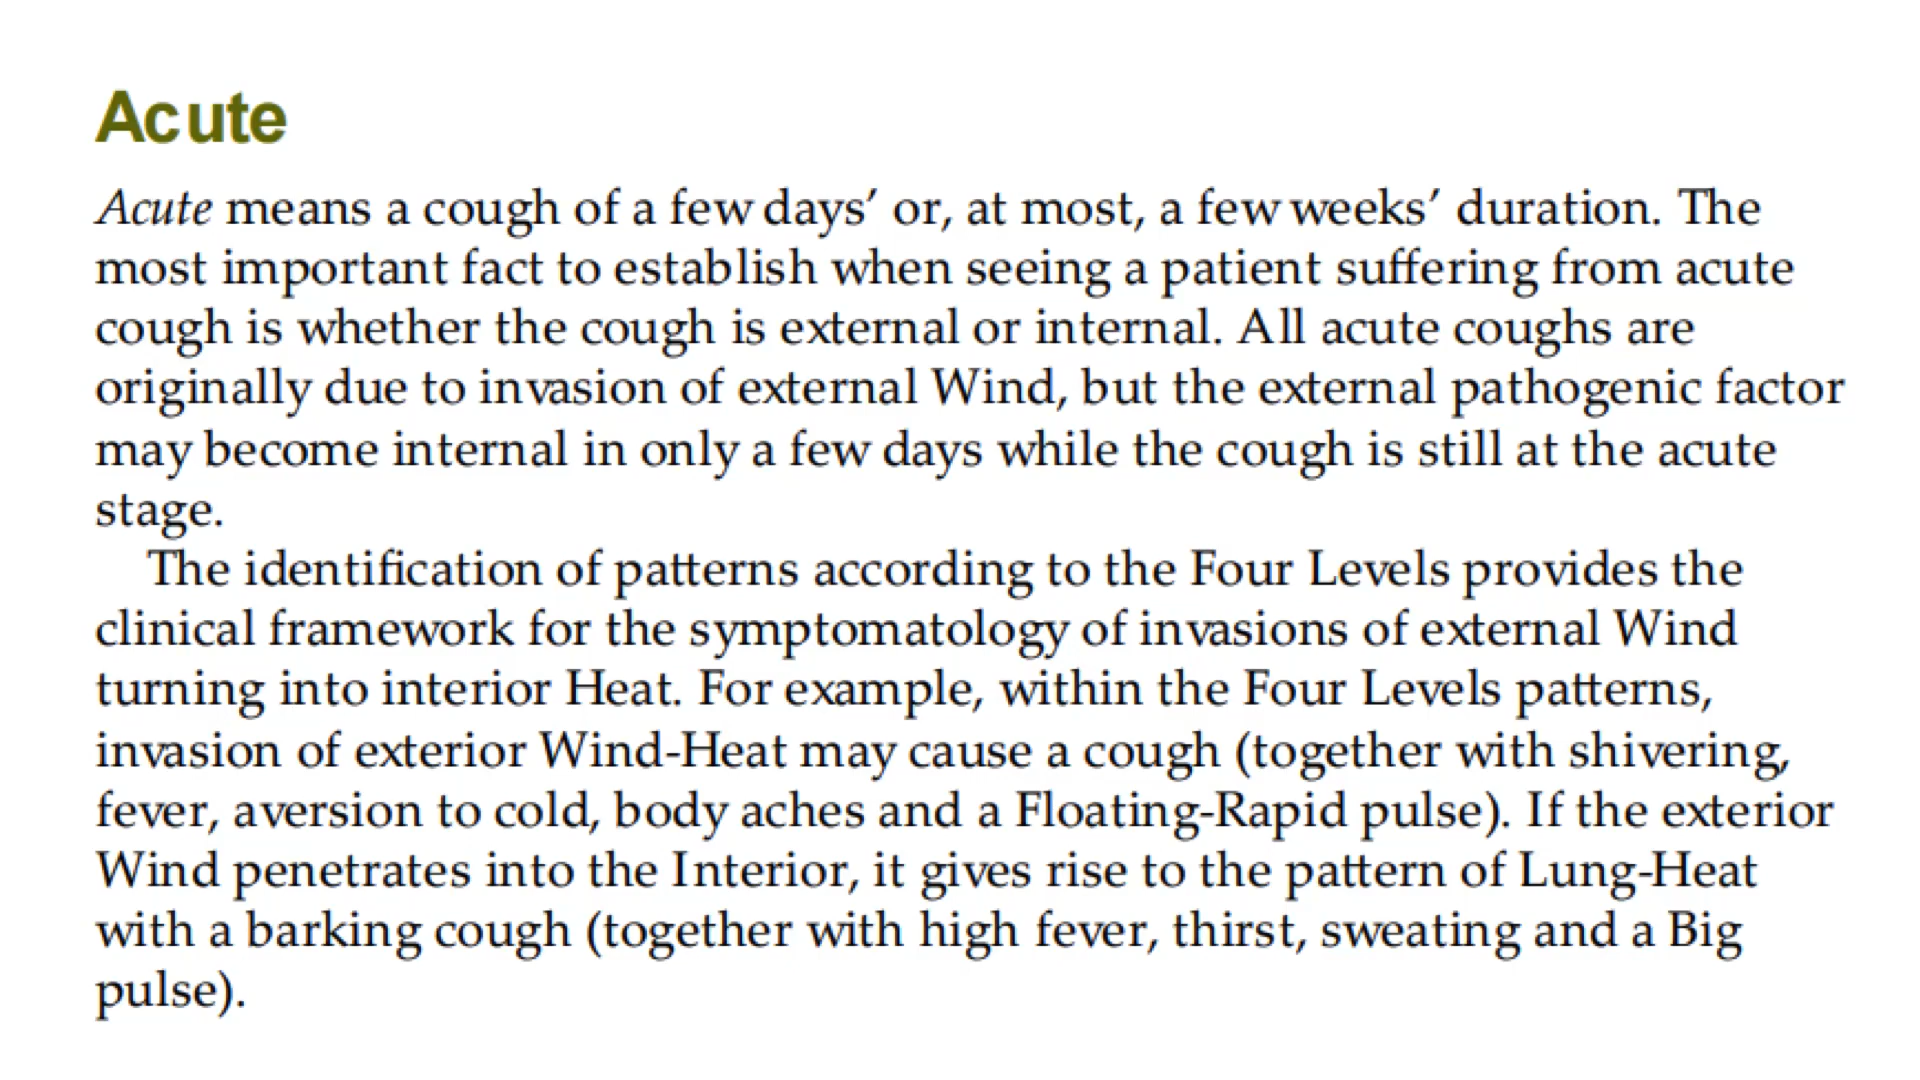 Acute
Acute means a cough of a few days’ or, at most, a few weeks’ duration. The
most important fact to establish when seeing a patient suffering from acute
cough is whether the cough is external or internal. All acute coughs are
originally due to invasion of external Wind, but the external pathogenic factor
may become internal in only a few days while the cough is still at the acute
stage.
The identification of patterns according to the Four Levels provides the
clinical framework for the symptomatology of invasions of external Wind
turning into interior Heat. For example, within the Four Levels patterns,
invasion of exterior Wind-Heat may cause a cough (together with shivering,
fever, aversion to cold, body aches and a Floating-Rapid pulse). If the exterior
Wind penetrates into the Interior, it gives rise to the pattern of Lung-Heat
with a barking cough (together with high fever, thirst, sweating and a Big
pulse).